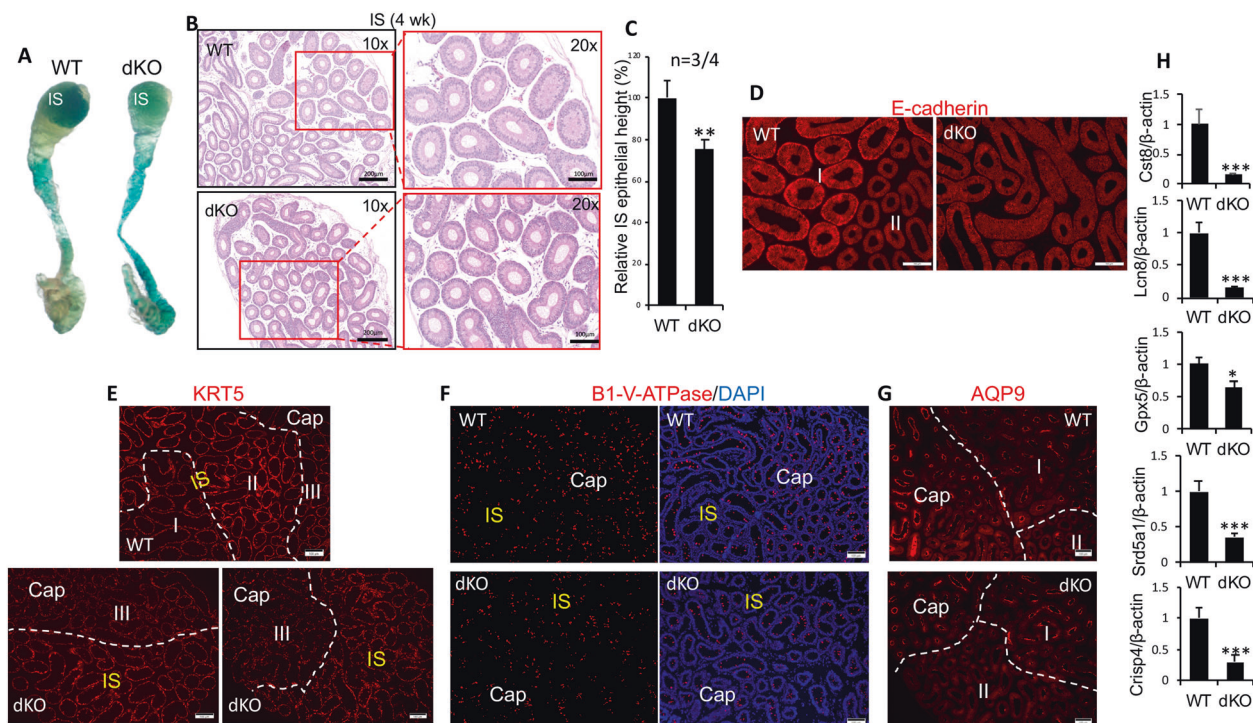 A
WT
dKO
IS
IS
B
IS (4 wk)
WT
10x
20x
200μm
100μm
dKO
10x
20x
200μm
100μm
C
Relative IS epithelial height (%)
120
100
80
60
40
20
0
n=3/4
**
WT dKO
D
E-cadherin
WT
I
II
dKO
E
KRT5
Cap
IS
II
III
I
WT
Cap
III
IS
dKO
Cap
III
IS
dKO
F
B1-V-ATPase/DAPI
WT
Cap
IS
WT
Cap
IS
dKO
IS
Cap
dKO
IS
Cap
G
AQP9
WT
I
Cap
II
dKO
Cap
I
II
H
Cst8/β-actin
1.5
1
0.5
0
***
WT dKO
Lcn8/β-actin
1.5
1
0.5
0
***
WT dKO
Gpx5/β-actin
1.5
1
0.5
0
*
WT dKO
Srd5a1/β-actin
1.5
1
0.5
0
***
WT dKO
Crisp4/β-actin
1.5
1
0.5
0
***
WT dKO